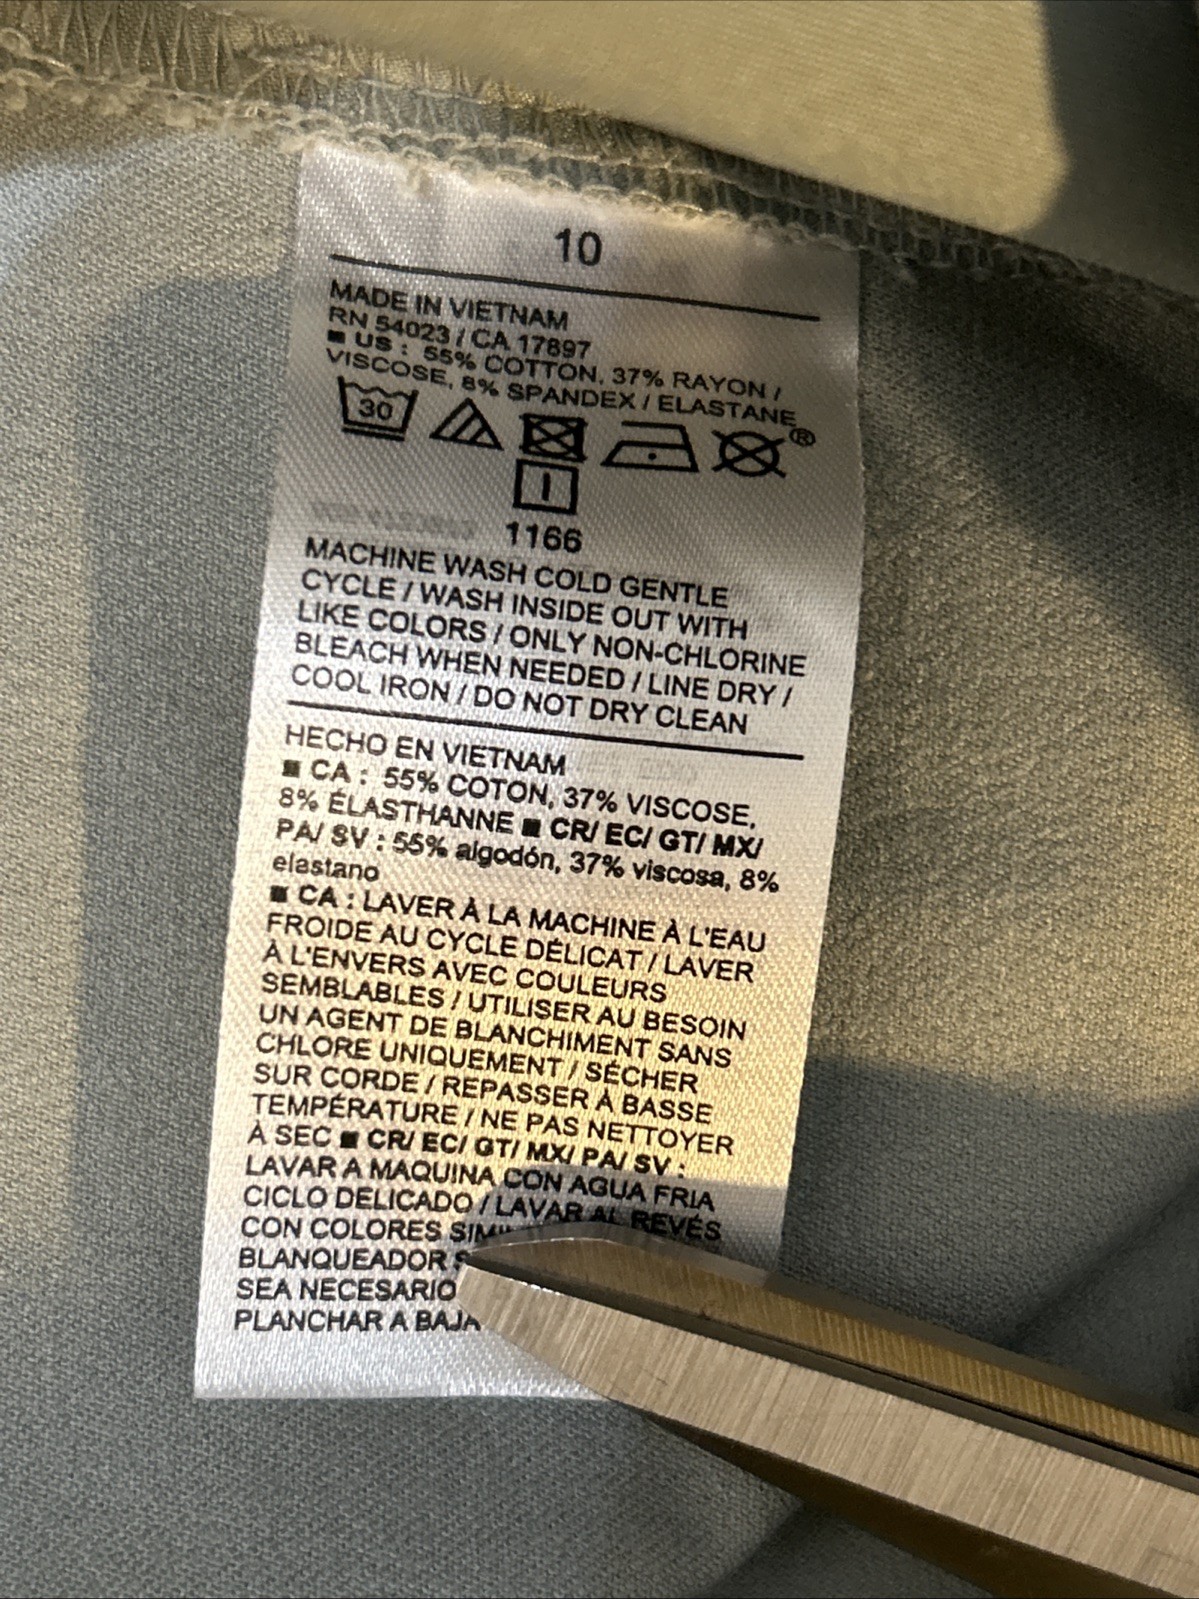 10
MADE IN VIETNAM
RN 54023 / CA 17897
■ US : 55% COTTON, 37% RAYON /
VISCOSE, 8% SPANDEX / ELASTANE
30
®
1166
MACHINE WASH COLD GENTLE
CYCLE / WASH INSIDE OUT WITH
LIKE COLORS / ONLY NON-CHLORINE
BLEACH WHEN NEEDED / LINE DRY /
COOL IRON / DO NOT DRY CLEAN
HECHO EN VIETNAM
■ CA : 55% COTON, 37% VISCOSE,
8% ÉLASTHANNE ■ CR/ EC/ GT/ MX/
PA/ SV : 55% algodón, 37% viscosa, 8%
elastano
■ CA : LAVER À LA MACHINE À L'EAU
FROIDE AU CYCLE DÉLICAT / LAVER
À L'ENVERS AVEC COULEURS
SEMBLABLES / UTILISER AU BESOIN
UN AGENT DE BLANCHIMENT SANS
CHLORE UNIQUEMENT / SÉCHER
SUR CORDE / REPASSER À BASSE
TEMPÉRATURE / NE PAS NETTOYER
À SEC ■ CR/ EC/ GT/ MX/ PA/ SV :
LAVAR A MAQUINA CON AGUA FRIA
CICLO DELICADO / LAVAR AL REVÉS
CON COLORES
BLANQUEADOR
SEA NECESARIO
PLANCHAR A BAJA